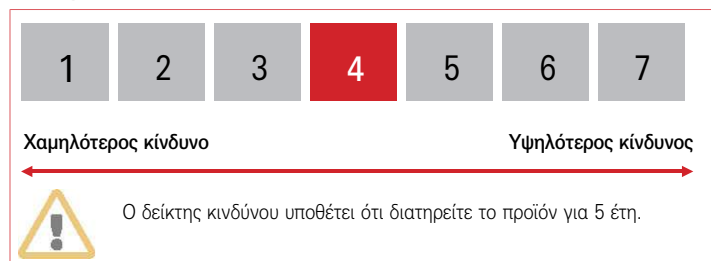 1 2 3 4 5 6 7
Χαμηλότερος κίνδυνο Υψηλότερος κίνδυνος
Ο δείκτης κινδύνου υποθέτει ότι διατηρείτε το προϊόν για 5 έτη.